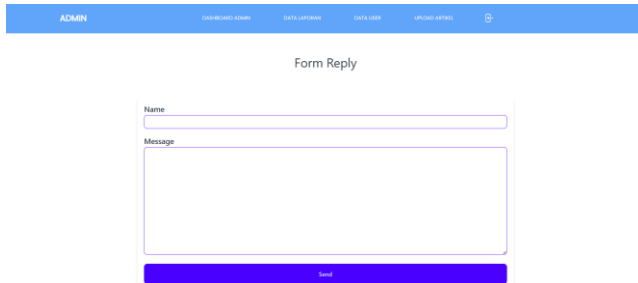 ADMIN DASHBOARD ADMIN DATA LAPORAN DATA USER UPLOAD ARTIKEL
Form Reply
Name
Message
Send